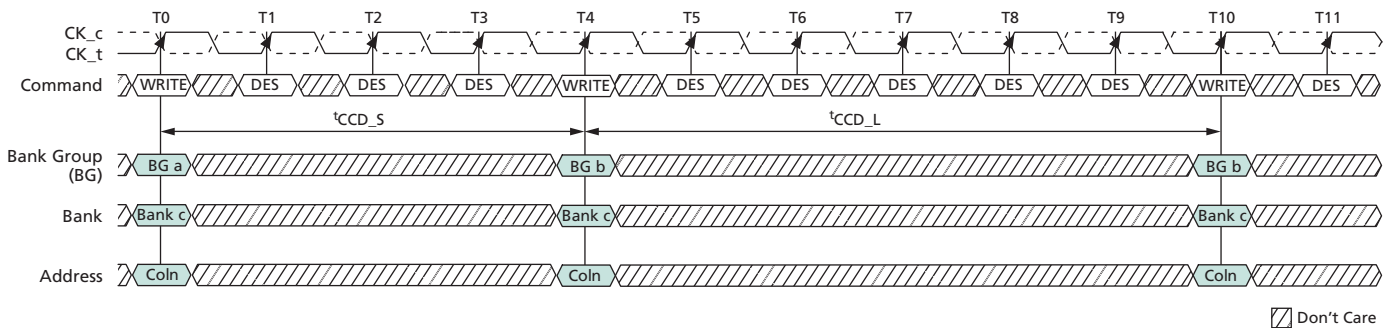 T0 T1 T2 T3 T4 T5 T6 T7 T8 T9 T10 T11
CK_c
CK_t
Command WRITE DES DES DES WRITE DES DES DES DES DES WRITE DES
tCCD_S tCCD_L
Bank Group
(BG) BG a BG b BG b
Bank Bank c Bank c Bank c
Address Coln Coln Coln
Don't Care